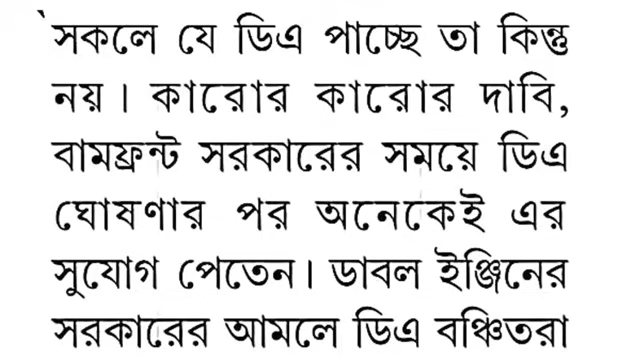 `সকলে যে ডিএ পাচ্ছে তা কিন্তু
নয়। কারোর কারোর দাবি,
বামফ্রন্ট সরকারের সময়ে ডিএ
ঘোষণার পর অনেকেই এর
সুযোগ পেতেন। ডাবল ইঞ্জিনের
সরকারের আমলে ডিএ বঞ্চিতরা